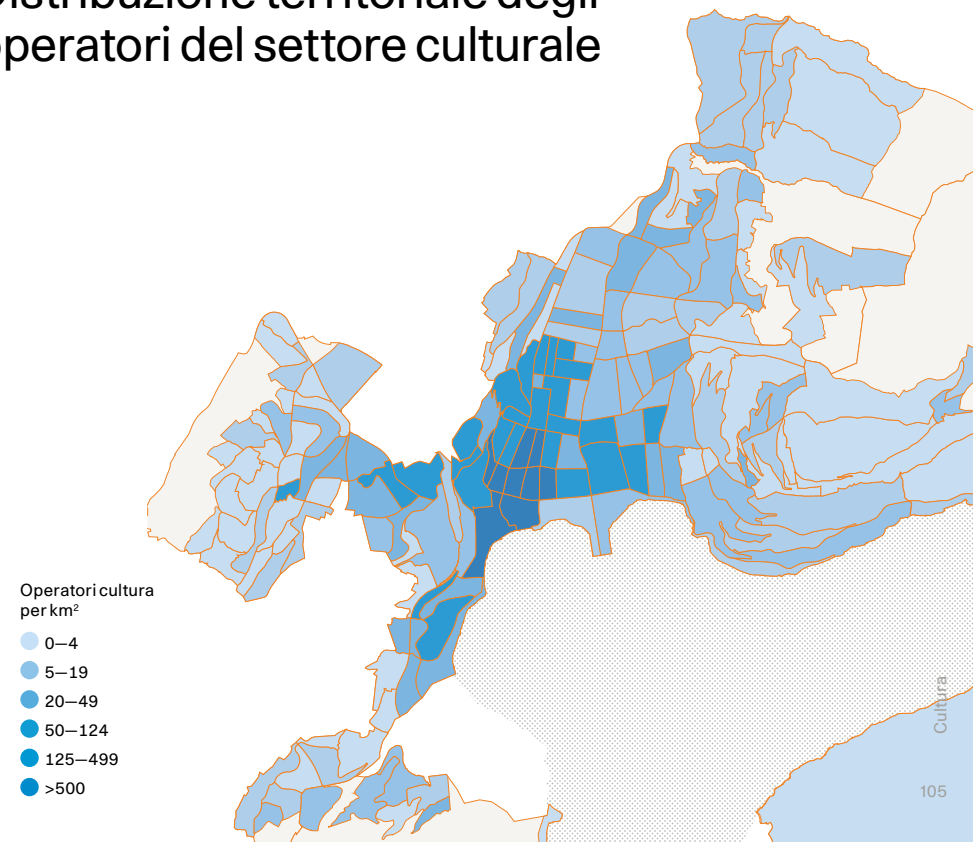 operatori del settore culturale
Operatori cultura
per km²
0—4
5—19
20—49
50—124
125—499
>500
Cultura
105